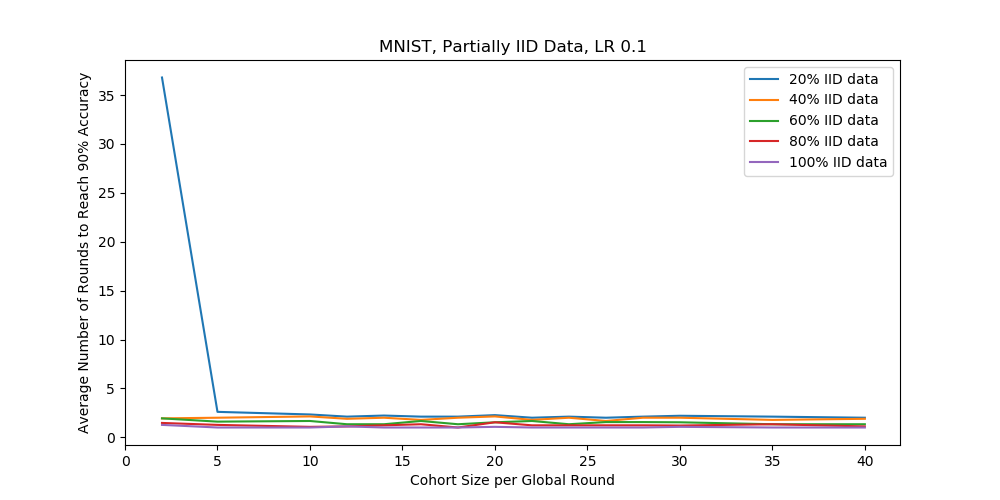 MNIST, Partially IID Data, LR 0.1
Average Number of Rounds to Reach 90% Accuracy
35
30
25
20
15
10
5
0
20% IID data
40% IID data
60% IID data
80% IID data
100% IID data
0 5 10 15 20 25 30 35 40
Cohort Size per Global Round